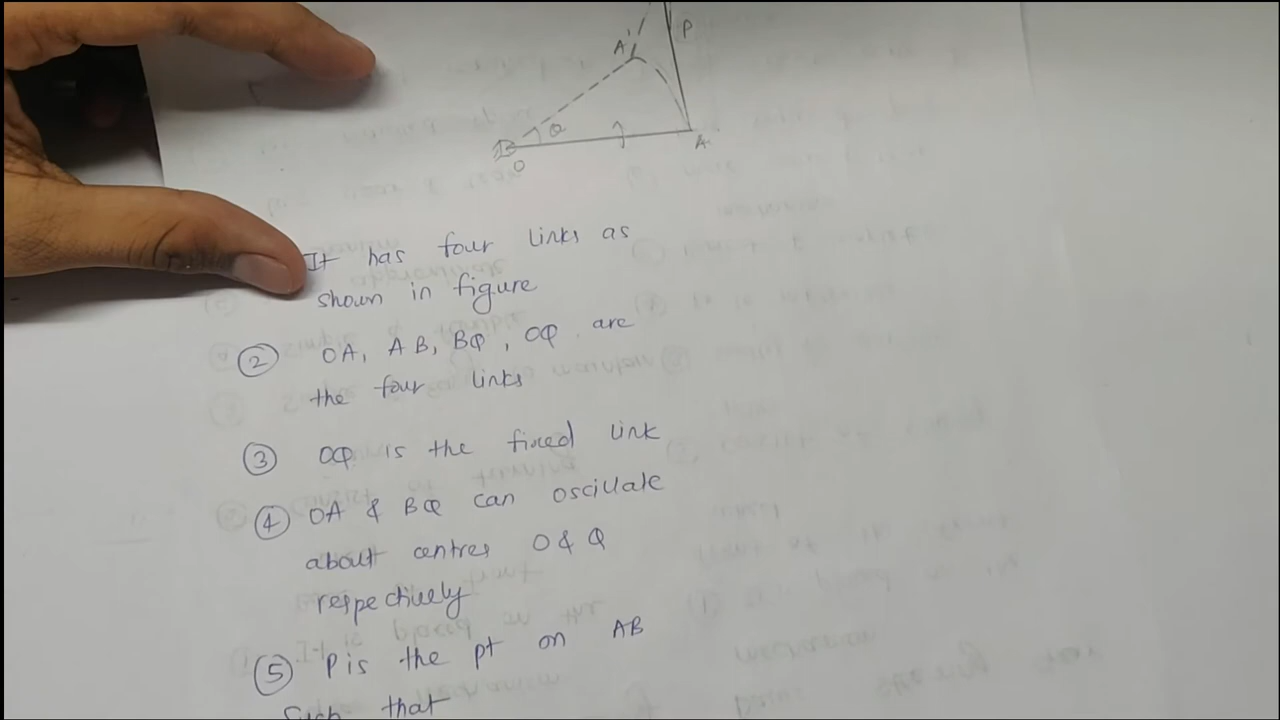 P
A'
Q
O
A
It has four links as
shown in figure
② OA, AB, BQ, OQ are
the four links
③ OQ is the fixed link
④ OA & BQ can oscillate
about centres O & Q
respectively
⑤ P is the pt on AB
Such that